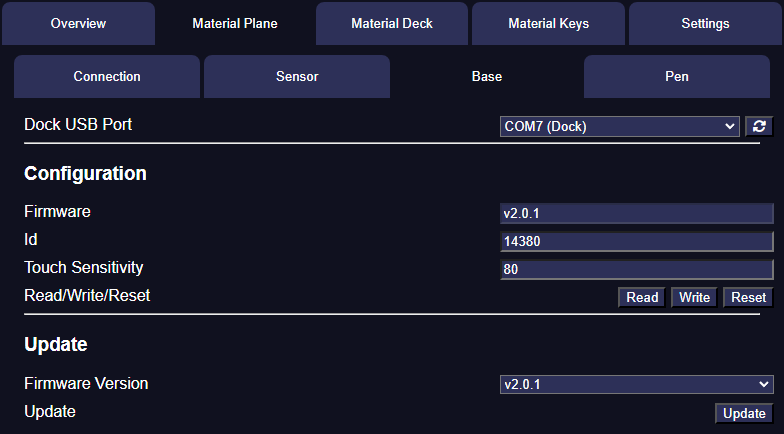 Overview Material Plane Material Deck Material Keys Settings
Connection Sensor Base Pen
Dock USB Port COM7 (Dock)
Configuration
Firmware v2.0.1
Id 14380
Touch Sensitivity 80
Read/Write/Reset Read Write Reset
Update
Firmware Version v2.0.1
Update Update